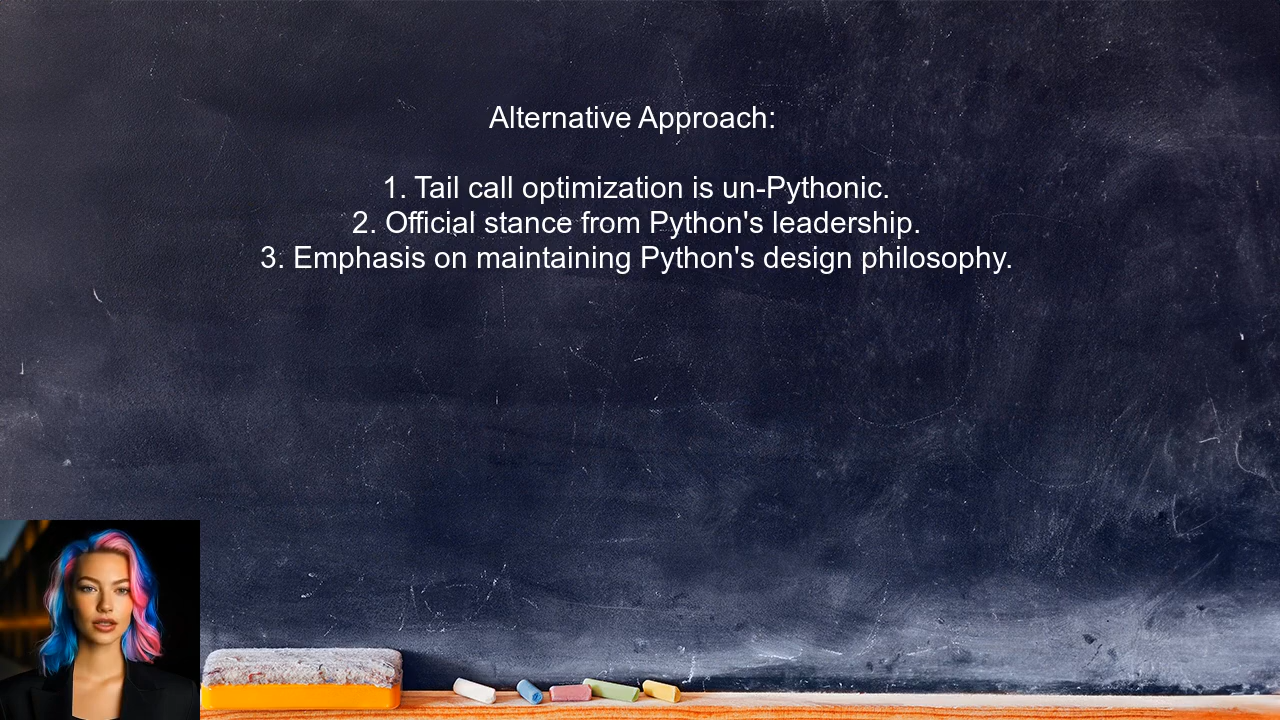 Alternative Approach:
1. Tail call optimization is un-Pythonic.
2. Official stance from Python's leadership.
3. Emphasis on maintaining Python's design philosophy.